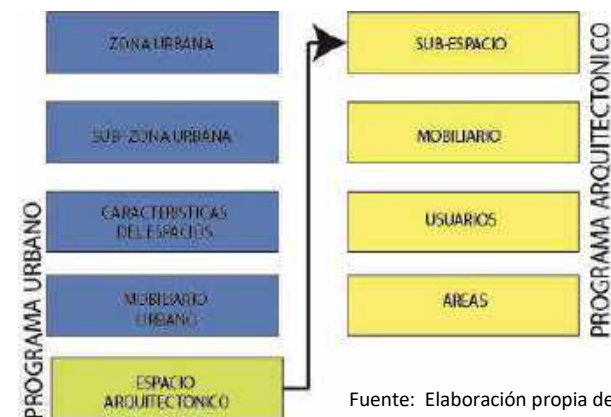 PROGRAMA URBANO
ZONA URBANA
SUB- ZONA URBANA
CARACTERISTICAS
DEL ESPACIOS
MOBILIARIO
URBANO
ESPACIO
ARQUITECTONICO
SUB-ESPACIO
MOBILIARIO
USUARIOS
AREAS
PROGRAMA ARQUITECTONICO
Fuente: Elaboración propia de